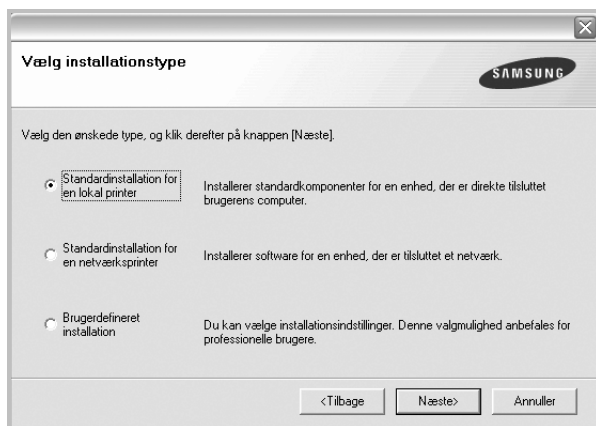 Vælg installationstype
SAMSUNG
Vælg den ønskede type, og klik derefter på knappen [Næste].
Standardinstallation for
en lokal printer
Installerer standardkomponenter for en enhed, der er direkte tilsluttet
brugerens computer.
Standardinstallation for
en netværksprinter
Installerer software for en enhed, der er tilsluttet et netværk.
Brugerdefineret
installation
Du kan vælge installationsindstillinger. Denne valgmulighed anbefales for
professionelle brugere.
<Tilbage
Næste>
Annuller